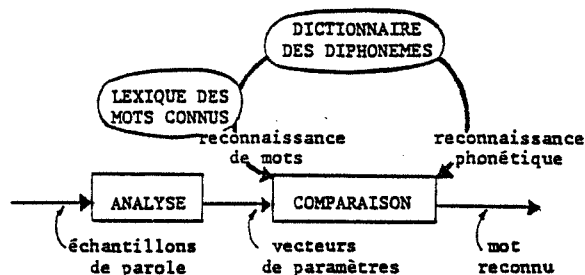 DICTIONNAIRE
DES DIPHONEMES
LEXIQUE DES
MOTS CONNUS
reconnaissance
de mots
reconnaissance
phonétique
ANALYSE
COMPARAISON
échantillons
de parole
vecteurs
de paramètres
mot
reconnu